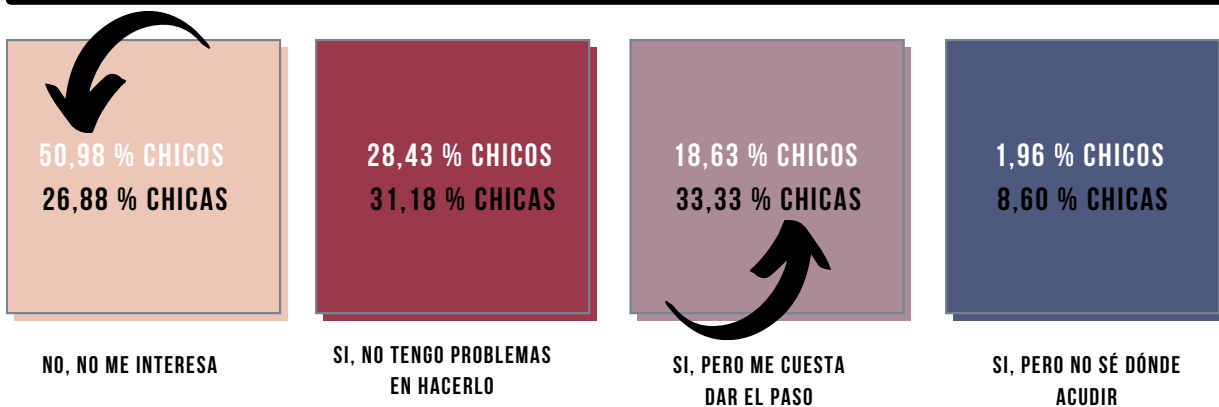 50,98 % CHICOS
26,88 % CHICAS
NO, NO ME INTERESA
28,43 % CHICOS
31,18 % CHICAS
SI, NO TENGO PROBLEMAS
EN HACERLO
18,63 % CHICOS
33,33 % CHICAS
SI, PERO ME CUESTA
DAR EL PASO
1,96 % CHICOS
8,60 % CHICAS
SI, PERO NO SÉ DÓNDE
ACUDIR